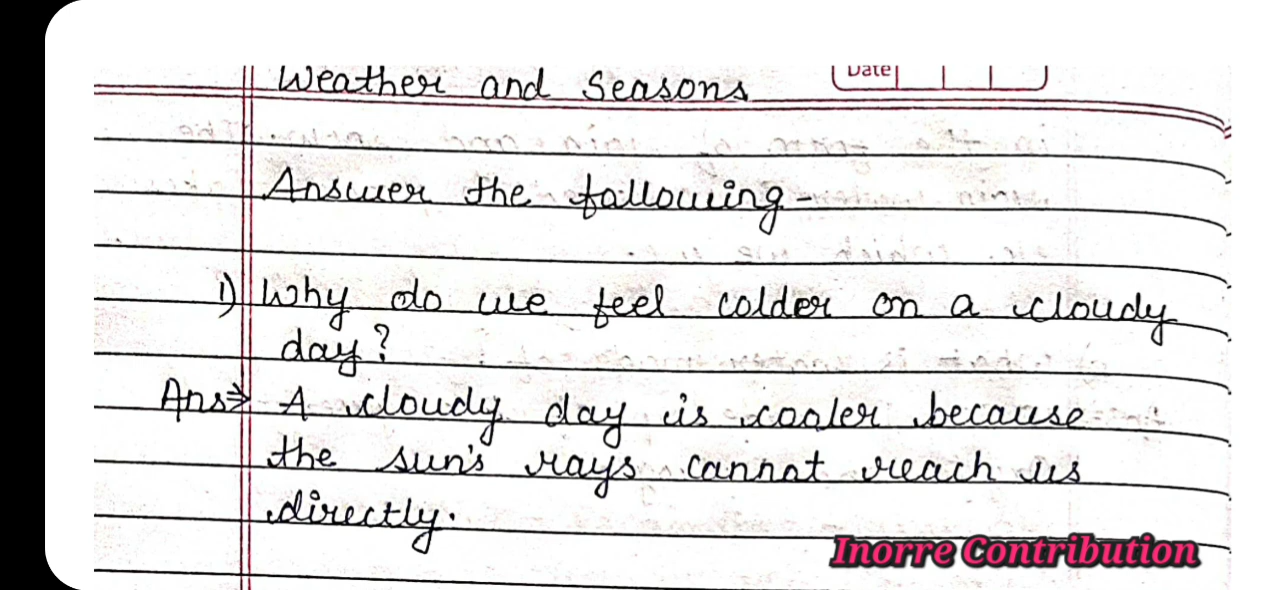 Weather and Seasons
Date
Answer the following-
1) Why do we feel colder on a cloudy
day?
Ans⇒ A cloudy day is cooler because
the sun's rays cannot reach us
directly.
Inorre Contribution